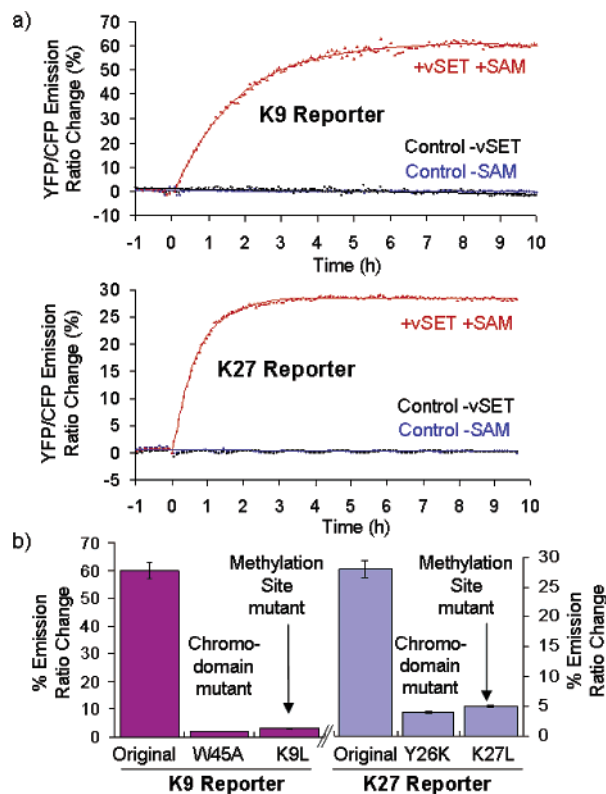 a)
70
60
50
40
30
20
10
0
-10
YFP/CFP Emission
Ratio Change (%)
+vSET +SAM
K9 Reporter
Control -vSET
Control -SAM
-1 0 1 2 3 4 5 6 7 8 9 10
Time (h)
35
30
25
20
15
10
5
0
-5
YFP/CFP Emission
Ratio Change (%)
+vSET +SAM
K27 Reporter
Control -vSET
Control -SAM
-1 0 1 2 3 4 5 6 7 8 9 10
Time (h)
b)
70
60
50
40
30
20
10
0
% Emission
Ratio Change
Methylation
Site
mutant
Chromo-
domain
mutant
Methylation
Site
mutant
Chromo-
domain
mutant
30
25
20
15
10
5
0
% Emission
Ratio Change
Original W45A K9L // Original Y26K K27L
K9 Reporter K27 Reporter